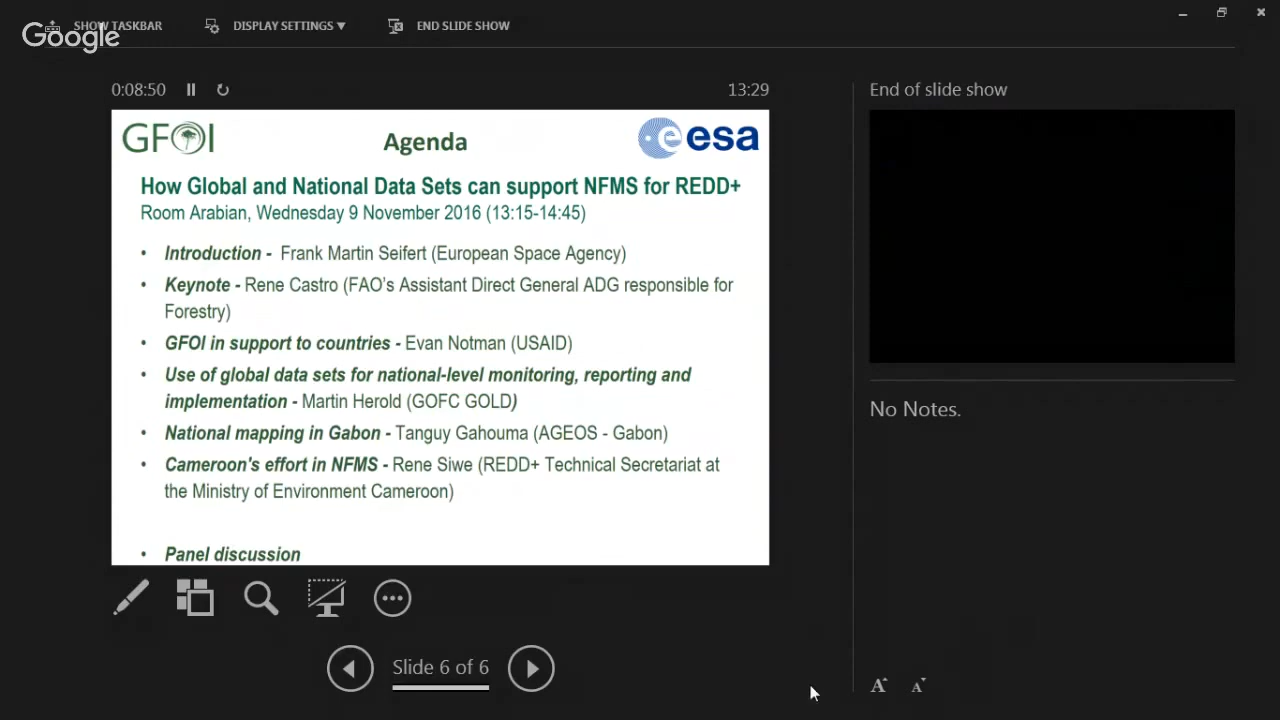 Google
SHOW TASKBAR
DISPLAY SETTINGS ▼
END SLIDE SHOW
0:08:50
13:29
End of slide show
GFOI
Agenda
esa
How Global and National Data Sets can support NFMS for REDD+
Room Arabian, Wednesday 9 November 2016 (13:15-14:45)
• Introduction - Frank Martin Seifert (European Space Agency)
• Keynote - Rene Castro (FAO's Assistant Direct General ADG responsible for
Forestry)
• GFOI in support to countries - Evan Notman (USAID)
• Use of global data sets for national-level monitoring, reporting and
implementation - Martin Herold (GOFC GOLD)
• National mapping in Gabon - Tanguy Gahouma (AGEOS - Gabon)
• Cameroon's effort in NFMS - Rene Siwe (REDD+ Technical Secretariat at
the Ministry of Environment Cameroon)
• Panel discussion
No Notes.
Slide 6 of 6
A A